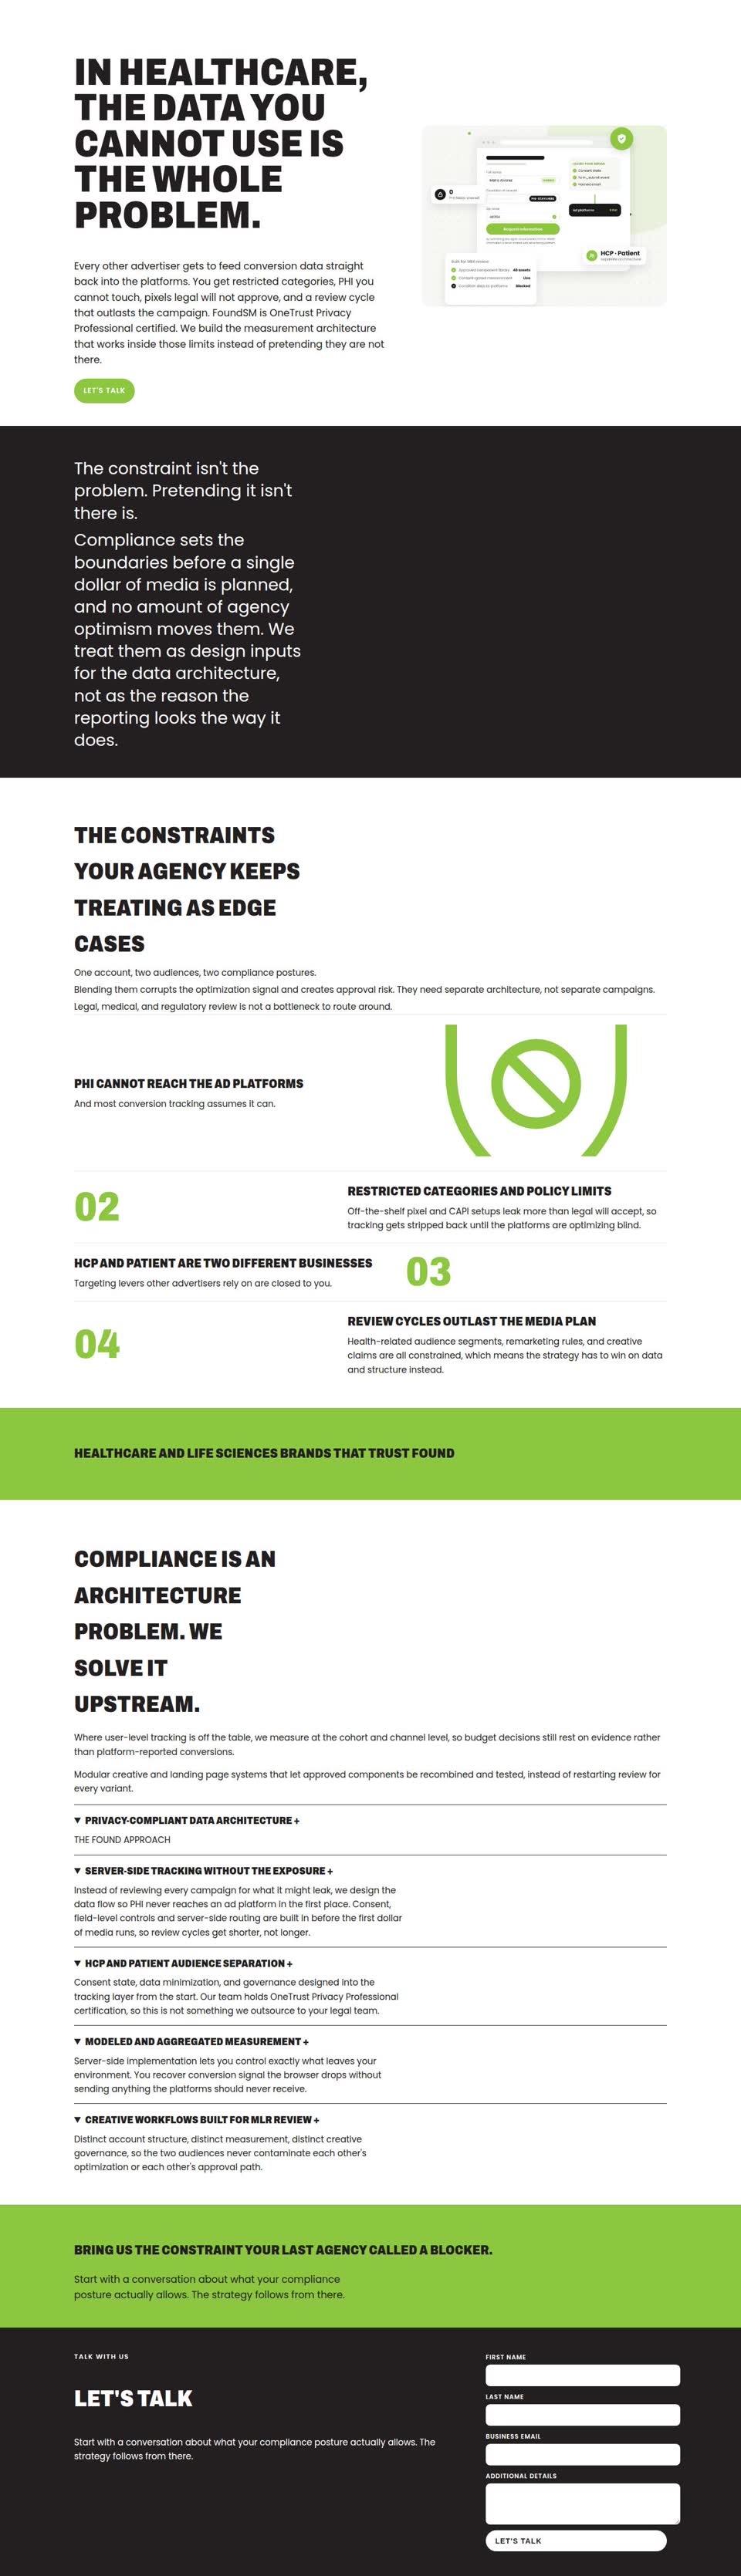 IN HEALTHCARE,
THE DATA YOU
CANNOT USE IS
THE WHOLE
PROBLEM.
Every other advertiser gets to feed conversion data straight
back into the platforms. You get restricted categories, PHI you
cannot touch, pixels legal will not approve, and a review cycle
that outlasts the campaign. FoundSM is OneTrust Privacy
Professional certified. We build the measurement architecture
that works inside those limits instead of pretending they are not
there.
LET'S TALK
0
Request information
Ad platforms
HCP · Patient
Approved component library 48 assets
Consent-gated measurement Live
Blocked
The constraint isn't the
problem. Pretending it isn't
there is.
Compliance sets the
boundaries before a single
dollar of media is planned,
and no amount of agency
optimism moves them. We
treat them as design inputs
for the data architecture,
not as the reason the
reporting looks the way it
does.
THE CONSTRAINTS
YOUR AGENCY KEEPS
TREATING AS EDGE
CASES
One account, two audiences, two compliance postures.
Blending them corrupts the optimization signal and creates approval risk. They need separate architecture, not separate campaigns.
Legal, medical, and regulatory review is not a bottleneck to route around.
PHI CANNOT REACH THE AD PLATFORMS
And most conversion tracking assumes it can.
02
RESTRICTED CATEGORIES AND POLICY LIMITS
Off-the-shelf pixel and CAPI setups leak more than legal will accept, so
tracking gets stripped back until the platforms are optimizing blind.
HCP AND PATIENT ARE TWO DIFFERENT BUSINESSES
Targeting levers other advertisers rely on are closed to you.
03
04
REVIEW CYCLES OUTLAST THE MEDIA PLAN
Health-related audience segments, remarketing rules, and creative
claims are all constrained, which means the strategy has to win on data
and structure instead.
HEALTHCARE AND LIFE SCIENCES BRANDS THAT TRUST FOUND
COMPLIANCE IS AN
ARCHITECTURE
PROBLEM. WE
SOLVE IT
UPSTREAM.
Where user-level tracking is off the table, we measure at the cohort and channel level, so budget decisions still rest on evidence rather
than platform-reported conversions.
Modular creative and landing page systems that let approved components be recombined and tested, instead of restarting review for
every variant.
▼ PRIVACY-COMPLIANT DATA ARCHITECTURE +
THE FOUND APPROACH
▼ SERVER-SIDE TRACKING WITHOUT THE EXPOSURE +
Instead of reviewing every campaign for what it might leak, we design the
data flow so PHI never reaches an ad platform in the first place. Consent,
field-level controls and server-side routing are built in before the first dollar
of media runs, so review cycles get shorter, not longer.
▼ HCP AND PATIENT AUDIENCE SEPARATION +
Consent state, data minimization, and governance designed into the
tracking layer from the start. Our team holds OneTrust Privacy Professional
certification, so this is not something we outsource to your legal team.
▼ MODELED AND AGGREGATED MEASUREMENT +
Server-side implementation lets you control exactly what leaves your
environment. You recover conversion signal the browser drops without
sending anything the platforms should never receive.
▼ CREATIVE WORKFLOWS BUILT FOR MLR REVIEW +
Distinct account structure, distinct measurement, distinct creative
governance, so the two audiences never contaminate each other's
optimization or each other's approval path.
BRING US THE CONSTRAINT YOUR LAST AGENCY CALLED A BLOCKER.
Start with a conversation about what your compliance
posture actually allows. The strategy follows from there.
TALK WITH US
LET'S TALK
Start with a conversation about what your compliance posture actually allows. The
strategy follows from there.
FIRST NAME
LAST NAME
BUSINESS EMAIL
ADDITIONAL DETAILS
LET'S TALK